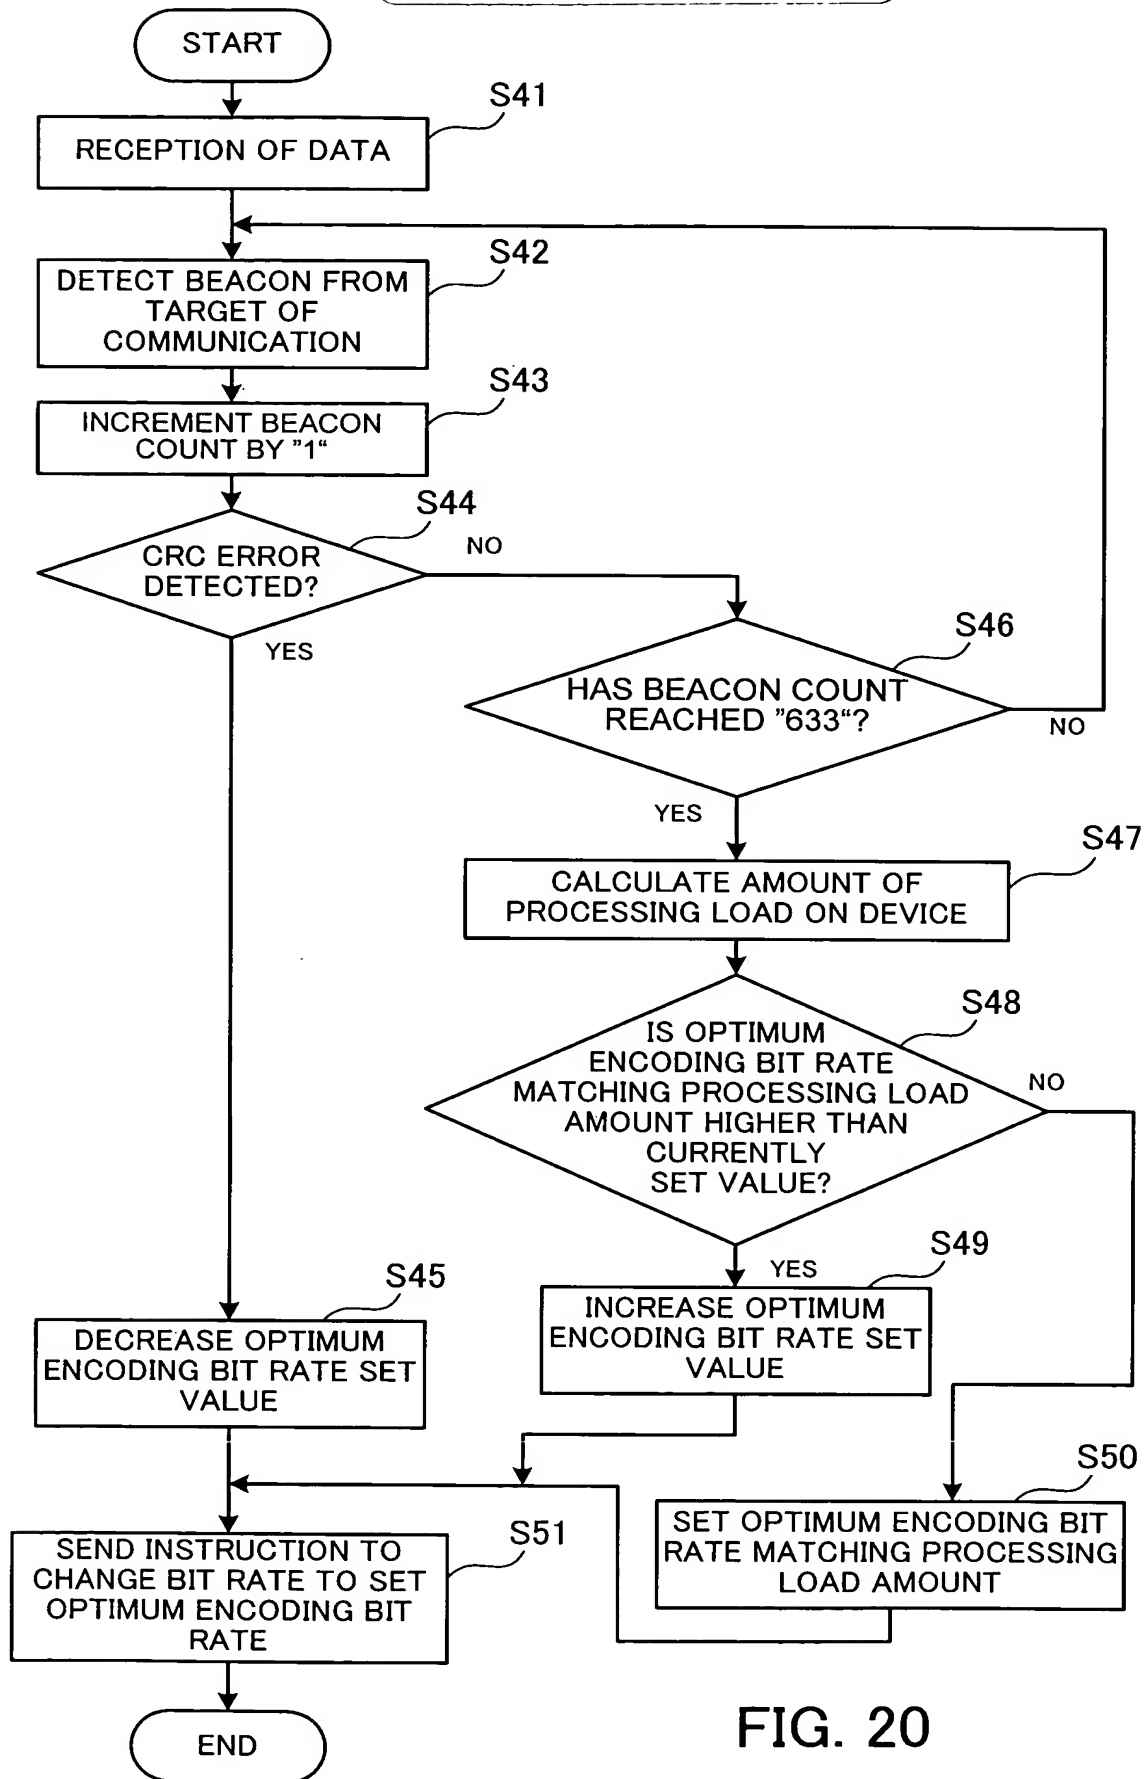 START
S41
RECEPTION OF DATA
S42
DETECT BEACON FROM
TARGET OF
COMMUNICATION
S43
INCREMENT BEACON
COUNT BY ”1“
S44
CRC ERROR
DETECTED?
NO
YES
S46
HAS BEACON COUNT
REACHED ”633“?
NO
YES
S47
CALCULATE AMOUNT OF
PROCESSING LOAD ON DEVICE
S48
IS OPTIMUM
ENCODING BIT RATE
MATCHING PROCESSING LOAD
AMOUNT HIGHER THAN
CURRENTLY
SET VALUE?
NO
YES
S49
INCREASE OPTIMUM
ENCODING BIT RATE SET
VALUE
S45
DECREASE OPTIMUM
ENCODING BIT RATE SET
VALUE
S50
SET OPTIMUM ENCODING BIT
RATE MATCHING PROCESSING
LOAD AMOUNT
S51
SEND INSTRUCTION TO
CHANGE BIT RATE TO SET
OPTIMUM ENCODING BIT
RATE
END
FIG. 20